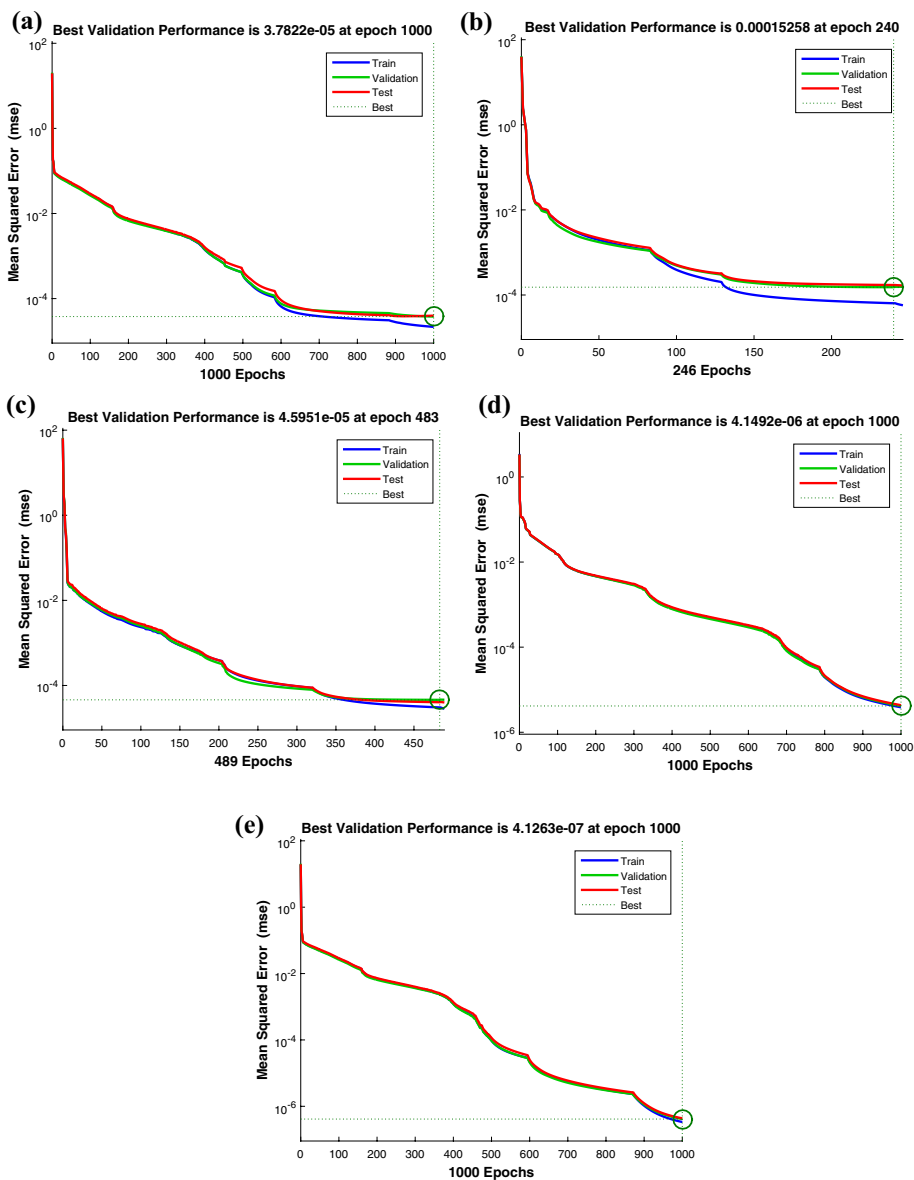 (a)
Best Validation Performance is 3.7822e-05 at epoch 1000
Mean Squared Error (mse)
10^2
10^0
10^-2
10^-4
Train
Validation
Test
Best
0 100 200 300 400 500 600 700 800 900 1000
1000 Epochs
(b)
Best Validation Performance is 0.00015258 at epoch 240
Mean Squared Error (mse)
10^2
10^0
10^-2
10^-4
Train
Validation
Test
Best
0 50 100 150 200
246 Epochs
(c)
Best Validation Performance is 4.5951e-05 at epoch 483
Mean Squared Error (mse)
10^2
10^0
10^-2
10^-4
Train
Validation
Test
Best
0 50 100 150 200 250 300 350 400 450
489 Epochs
(d)
Best Validation Performance is 4.1492e-06 at epoch 1000
Mean Squared Error (mse)
10^0
10^-2
10^-4
10^-6
Train
Validation
Test
Best
0 100 200 300 400 500 600 700 800 900 1000
1000 Epochs
(e)
Best Validation Performance is 4.1263e-07 at epoch 1000
Mean Squared Error (mse)
10^2
10^0
10^-2
10^-4
10^-6
Train
Validation
Test
Best
0 100 200 300 400 500 600 700 800 900 1000
1000 Epochs